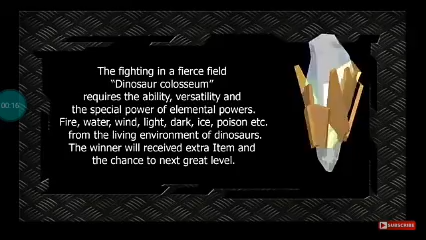 The fighting in a fierce field
"Dinosaur colosseum"
requires the ability, versatility and
the special power of elemental powers.
Fire, water, wind, light, dark, ice, poison etc.
from the living environment of dinosaurs.
The winner will received extra Item and
the chance to next great level.
00:16
SUBSCRIBE